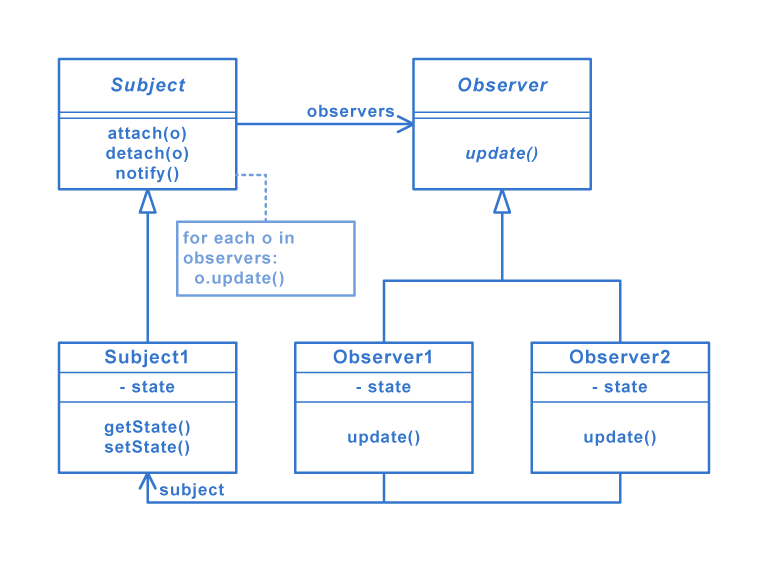 Subject
attach(o)
detach(o)
notify()
observers
Observer
update()
for each o in
observers:
o.update()
Subject1
- state
getState()
setState()
Observer1
- state
update()
Observer2
- state
update()
subject